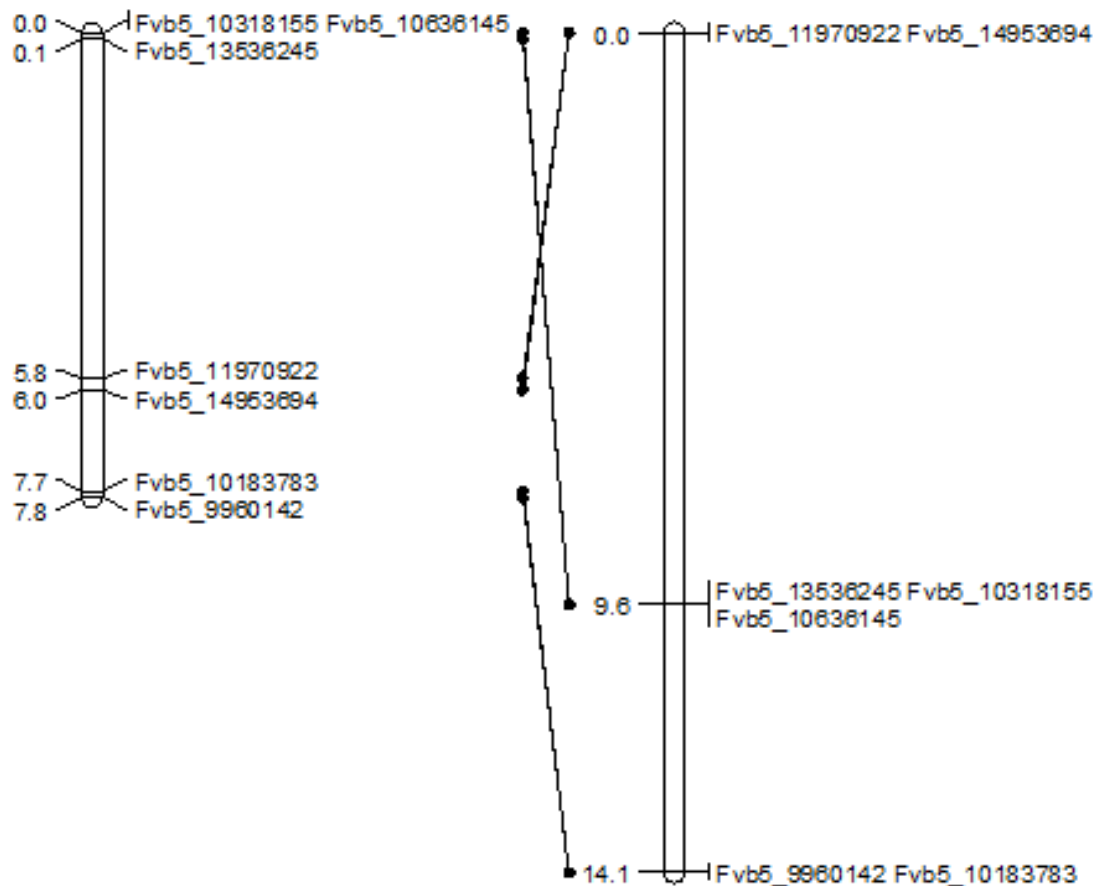 0.0 Fvb5_10318155 Fvb5_10636145
0.1 Fvb5_13536245
5.8 Fvb5_11970922
6.0 Fvb5_14953694
7.7 Fvb5_10183783
7.8 Fvb5_9960142
0.0 Fvb5_11970922 Fvb5_14953694
9.6 Fvb5_13536245 Fvb5_10318155
Fvb5_10636145
14.1 Fvb5_9960142 Fvb5_10183783